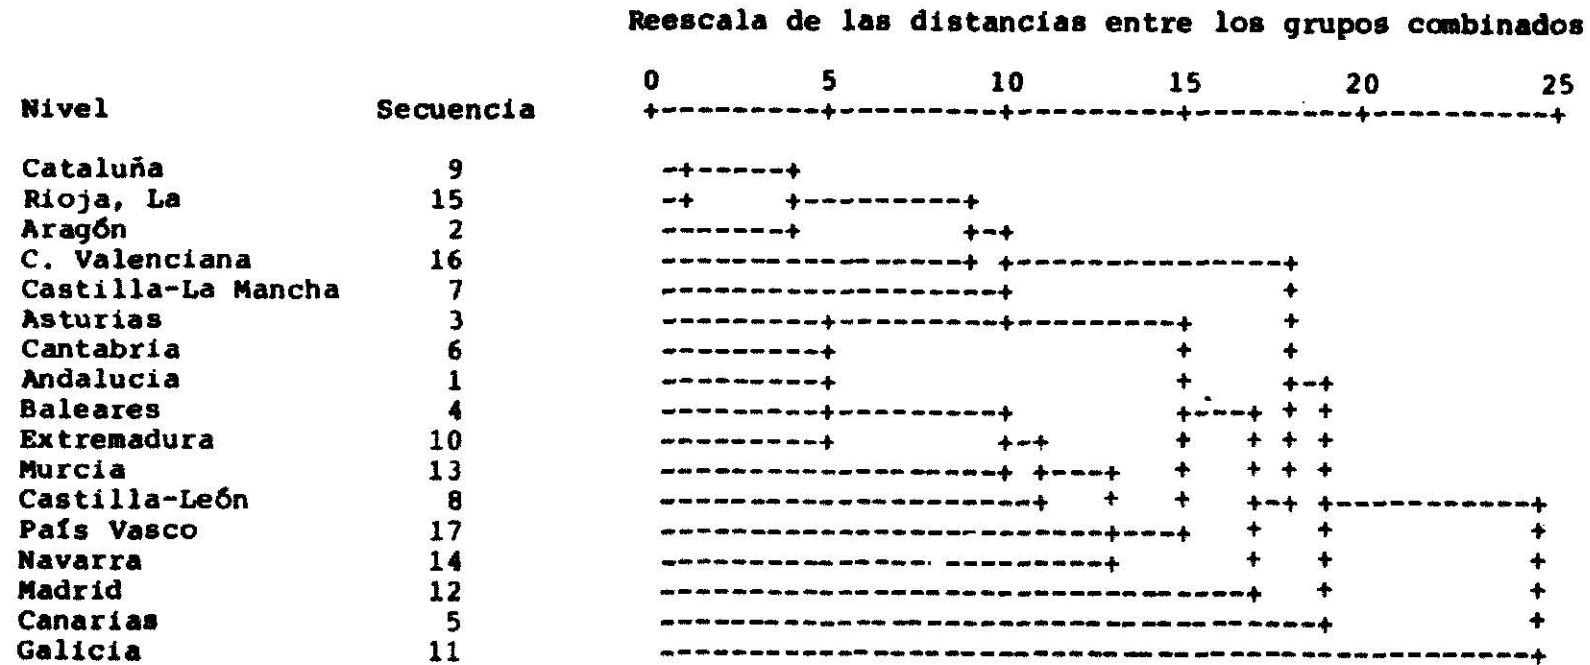 Reescala de las distancias entre los grupos combinados
0 5 10 15 20 25
Nivel Secuencia +---------+---------+---------+---------+---------+
Cataluña 9 -+------+
Rioja, La 15 -+ +---------+
Aragón 2 -------+ +-+
C. Valenciana 16 -----------------+ +---------------+
Castilla-La Mancha 7 -------------------+ +
Asturias 3 ---------+---------+---------+ +
Cantabria 6 ---------+ + +
Andalucia 1 ---------+ + +-+
Baleares 4 ---------+---------+ +---+ + +
Extremadura 10 ---------+ +-+ + + + +
Murcia 13 -------------------+ +---+ + + + +
Castilla-León 8 ---------------------+ + + +-+ +-----------+
País Vasco 17 -------------------------+---+ + + +
Navarra 14 -------------------------+ + + +
Madrid 12 ---------------------------------+ + +
Canarias 5 -------------------------------------+ +
Galicia 11 -------------------------------------------------+